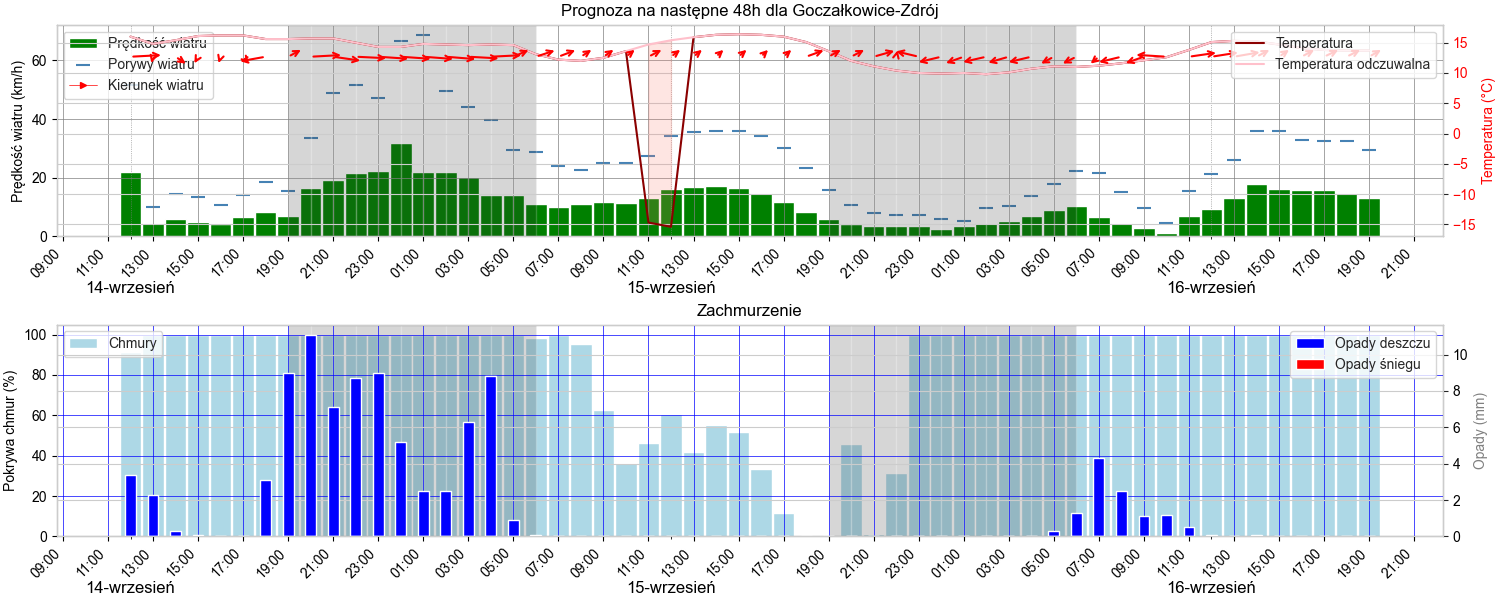 Prognoza na następne 48h dla Goczałkowice-Zdrój
Prędkość wiatru
Porywy wiatru
Kierunek wiatru
Temperatura
Temperatura odczuwalna
Prędkość wiatru (km/h)
60
40
20
0
15
10
5
0
−5
−10
−15
Temperatura (°C)
09:00 11:00 13:00 15:00 17:00 19:00 21:00 23:00 01:00 03:00 05:00 07:00 09:00 11:00 13:00 15:00 17:00 19:00 21:00 23:00 01:00 03:00 05:00 07:00 09:00 11:00 13:00 15:00 17:00 19:00 21:00
14-wrzesień 15-wrzesień 16-wrzesień
Zachmurzenie
Chmury
Opady deszczu
Opady śniegu
Pokrywa chmur (%)
100
80
60
40
20
0
10
8
6
4
2
0
Opady (mm)
09:00 11:00 13:00 15:00 17:00 19:00 21:00 23:00 01:00 03:00 05:00 07:00 09:00 11:00 13:00 15:00 17:00 19:00 21:00 23:00 01:00 03:00 05:00 07:00 09:00 11:00 13:00 15:00 17:00 19:00 21:00
14-wrzesień 15-wrzesień 16-wrzesień